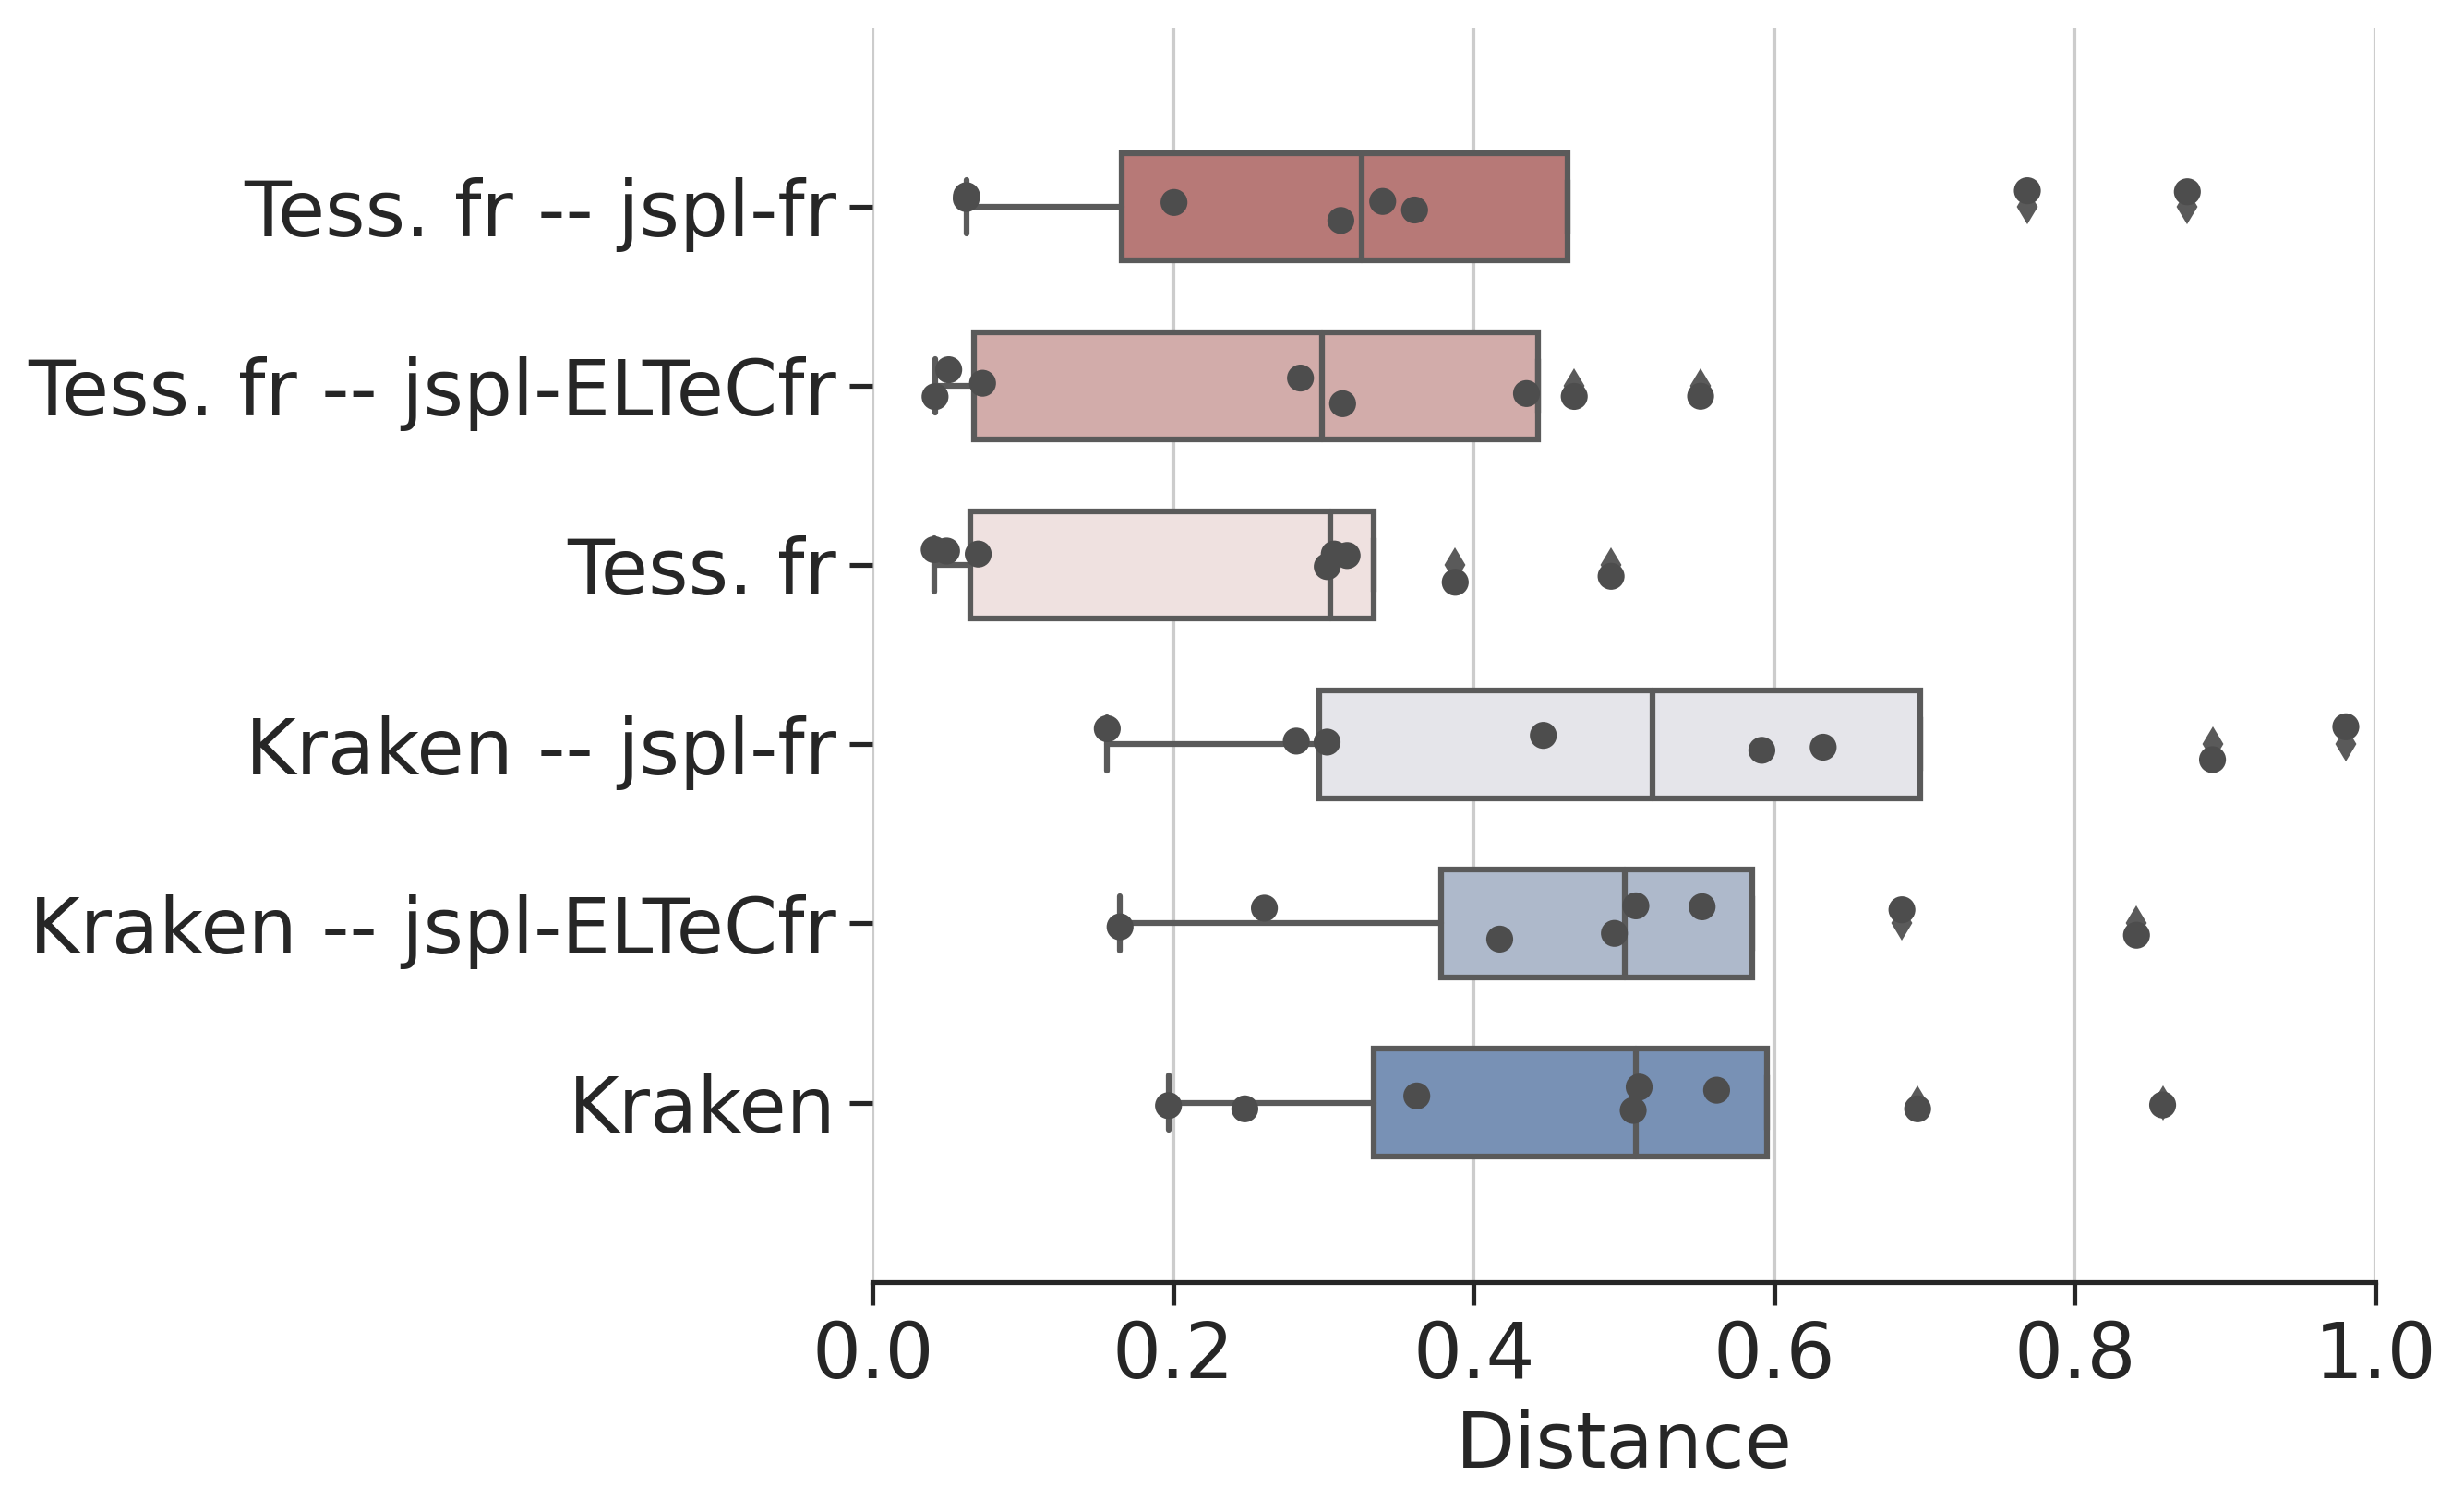 Tess. fr -- jspl-fr
Tess. fr -- jspl-ELTeCfr
Tess. fr
Kraken -- jspl-fr
Kraken -- jspl-ELTeCfr
Kraken
0.0 0.2 0.4 0.6 0.8 1.0
Distance